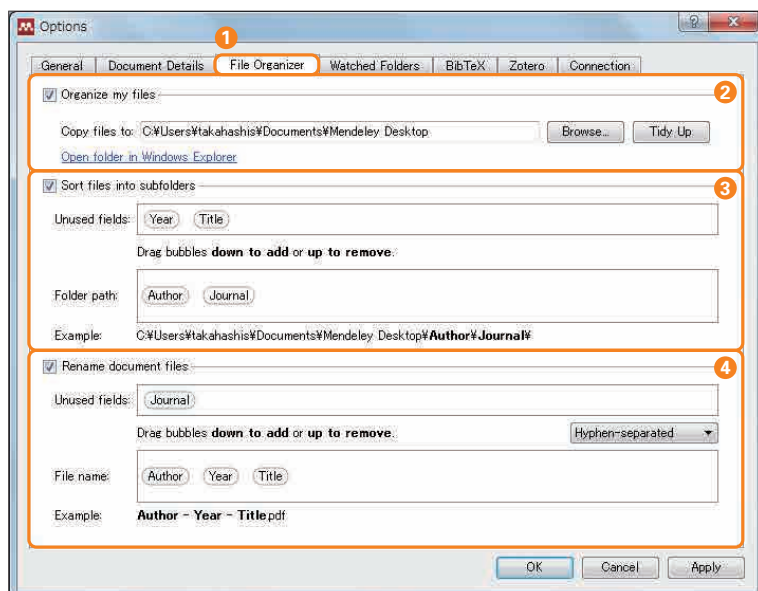 Options
1
General Document Details File Organizer Watched Folders BibTeX Zotero Connection
Organize my files
2
Copy files to: C:¥Users¥takahashis¥Documents¥Mendeley Desktop Browse... Tidy Up
Open folder in Windows Explorer
Sort files into subfolders
3
Unused fields: Year Title
Drag bubbles down to add or up to remove.
Folder path: Author Journal
Example: C:¥Users¥takahashis¥Documents¥Mendeley Desktop¥Author¥Journal¥
Rename document files
4
Unused fields: Journal
Drag bubbles down to add or up to remove. Hyphen-separated
File name: Author Year Title
Example: Author - Year - Title.pdf
OK Cancel Apply